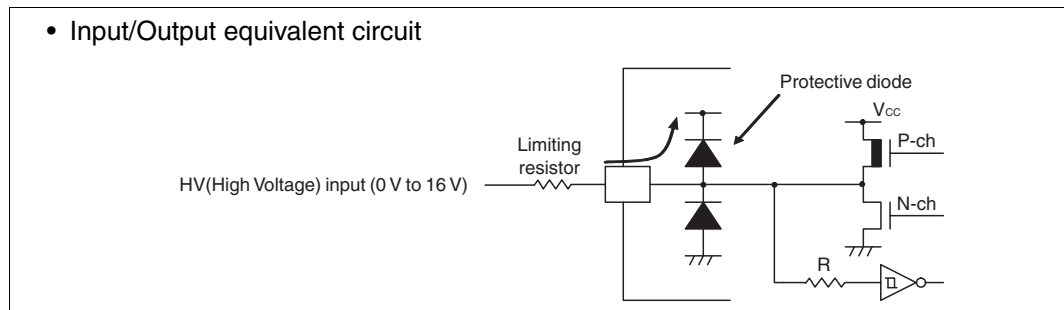 • Input/Output equivalent circuit
Protective diode
VCC
P-ch
Limiting
resistor
HV(High Voltage) input (0 V to 16 V)
N-ch
R